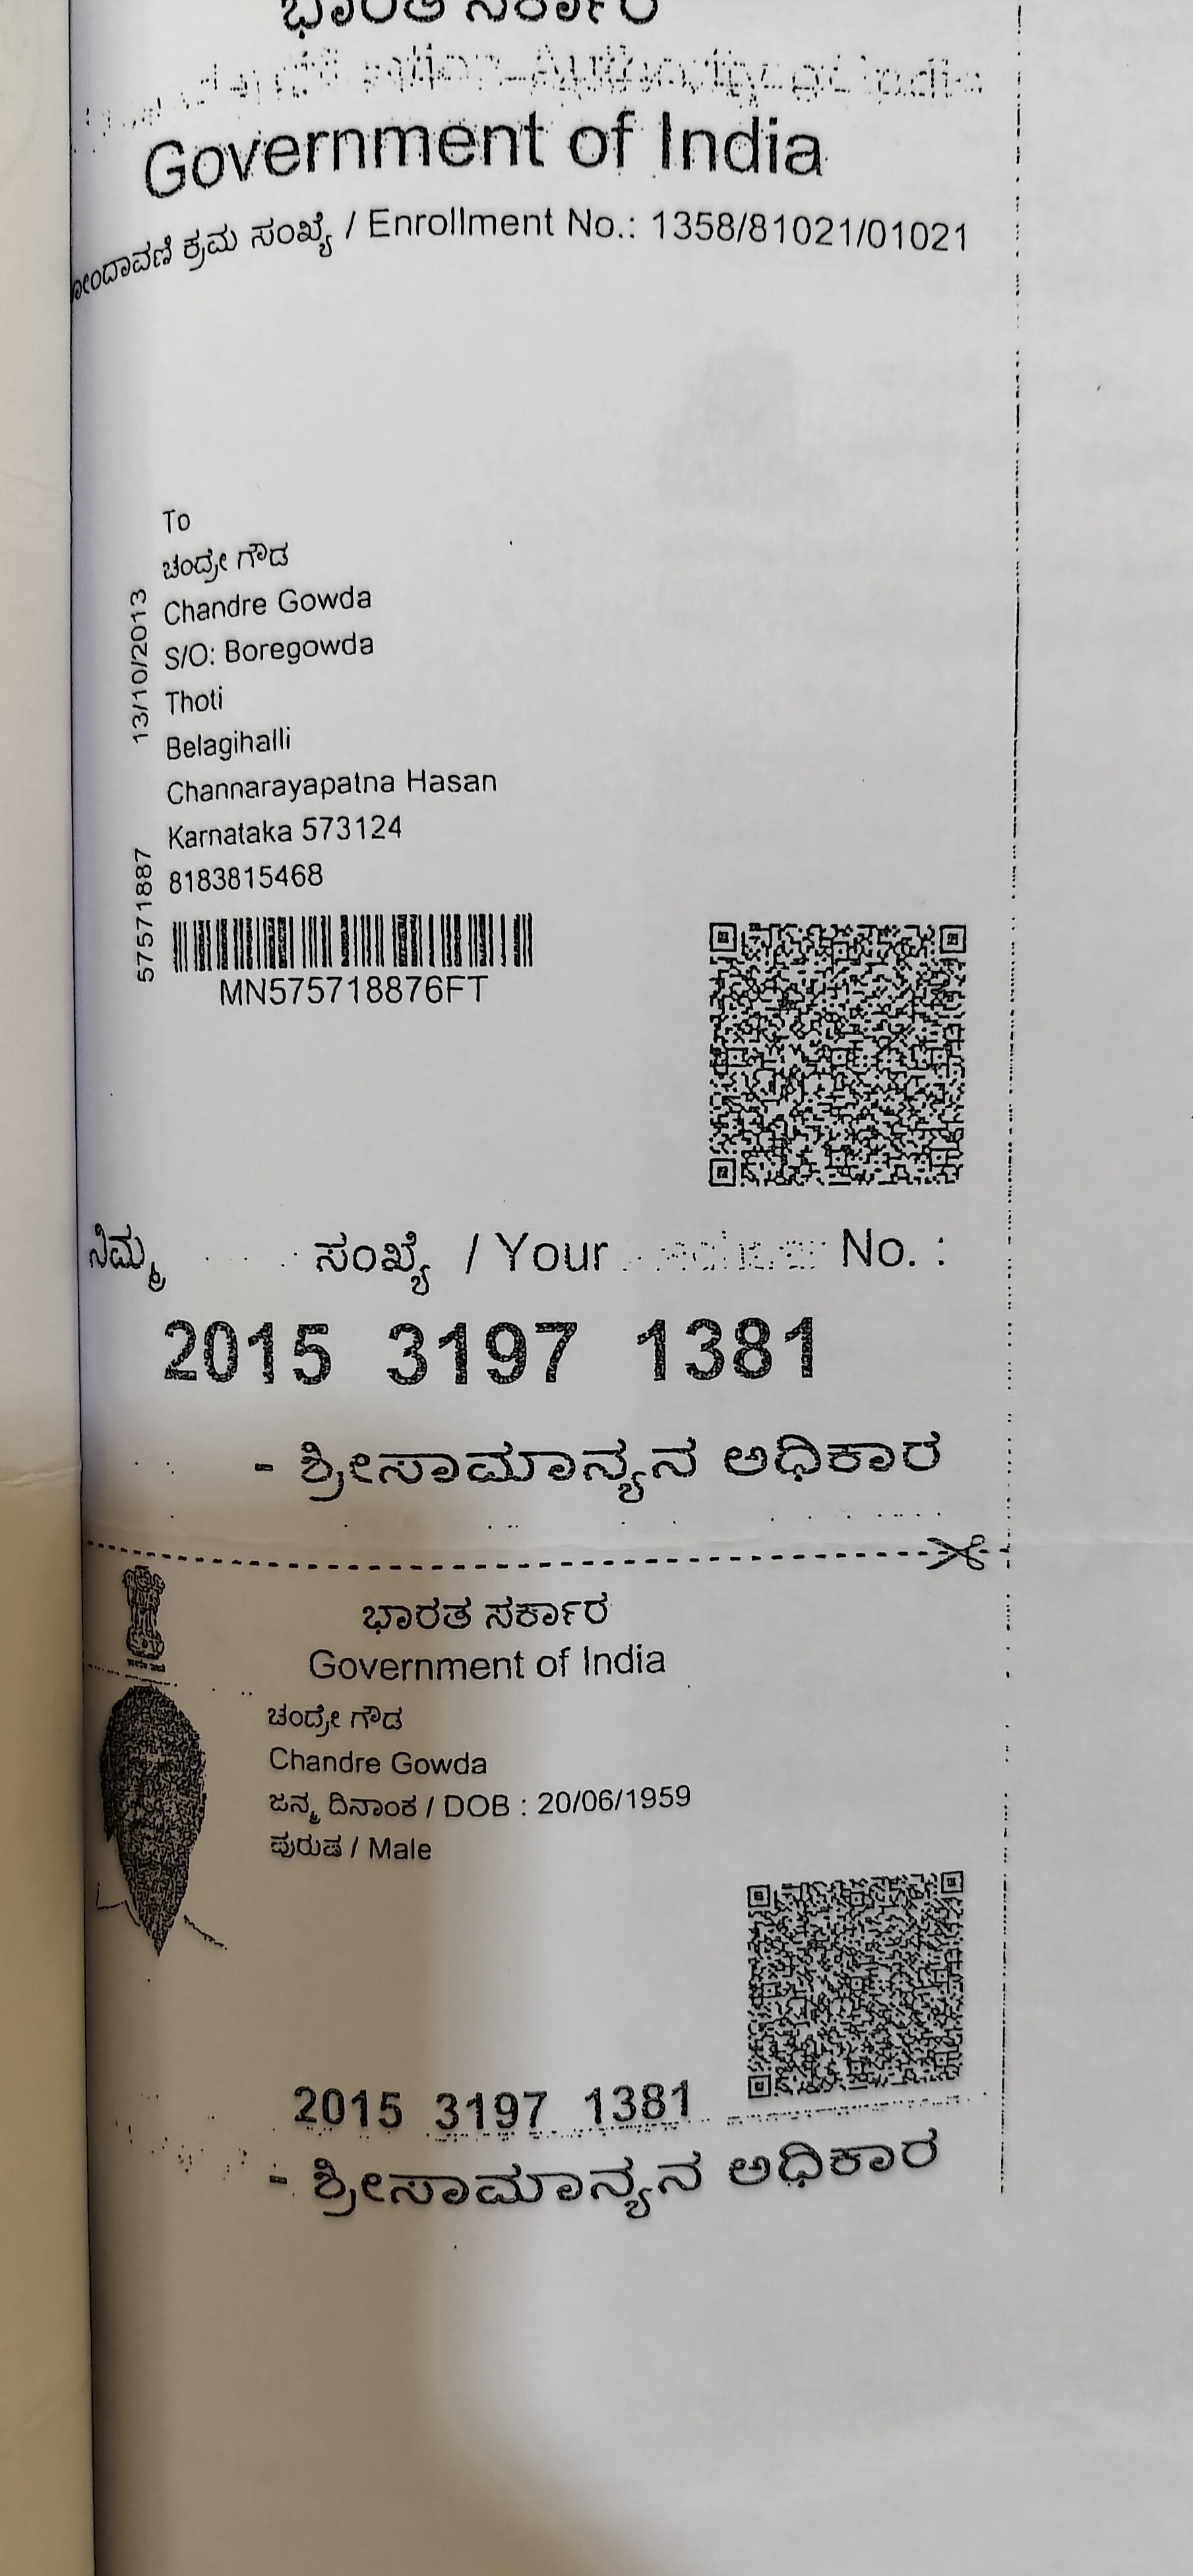 ಭಾರತ ಸರ್ಕಾರ
Government of India
ನೋಂದಾವಣೆ ಕ್ರಮ ಸಂಖ್ಯೆ / Enrollment No.: 1358/81021/01021
To
ಚಂದ್ರೇ ಗೌಡ
Chandre Gowda
S/O: Boregowda
Thoti
Belagihalli
Channarayapatna Hasan
Karnataka 573124
8183815468
13/10/2013
57571887
MN575718876FT
ನಿಮ್ಮ ಸಂಖ್ಯೆ / Your No. :
2015 3197 1381
- ಶ್ರೀಸಾಮಾನ್ಯನ ಅಧಿಕಾರ
ಭಾರತ ಸರ್ಕಾರ
Government of India
ಚಂದ್ರೇ ಗೌಡ
Chandre Gowda
ಜನ್ಮ ದಿನಾಂಕ / DOB : 20/06/1959
ಪುರುಷ / Male
2015 3197 1381
- ಶ್ರೀಸಾಮಾನ್ಯನ ಅಧಿಕಾರ